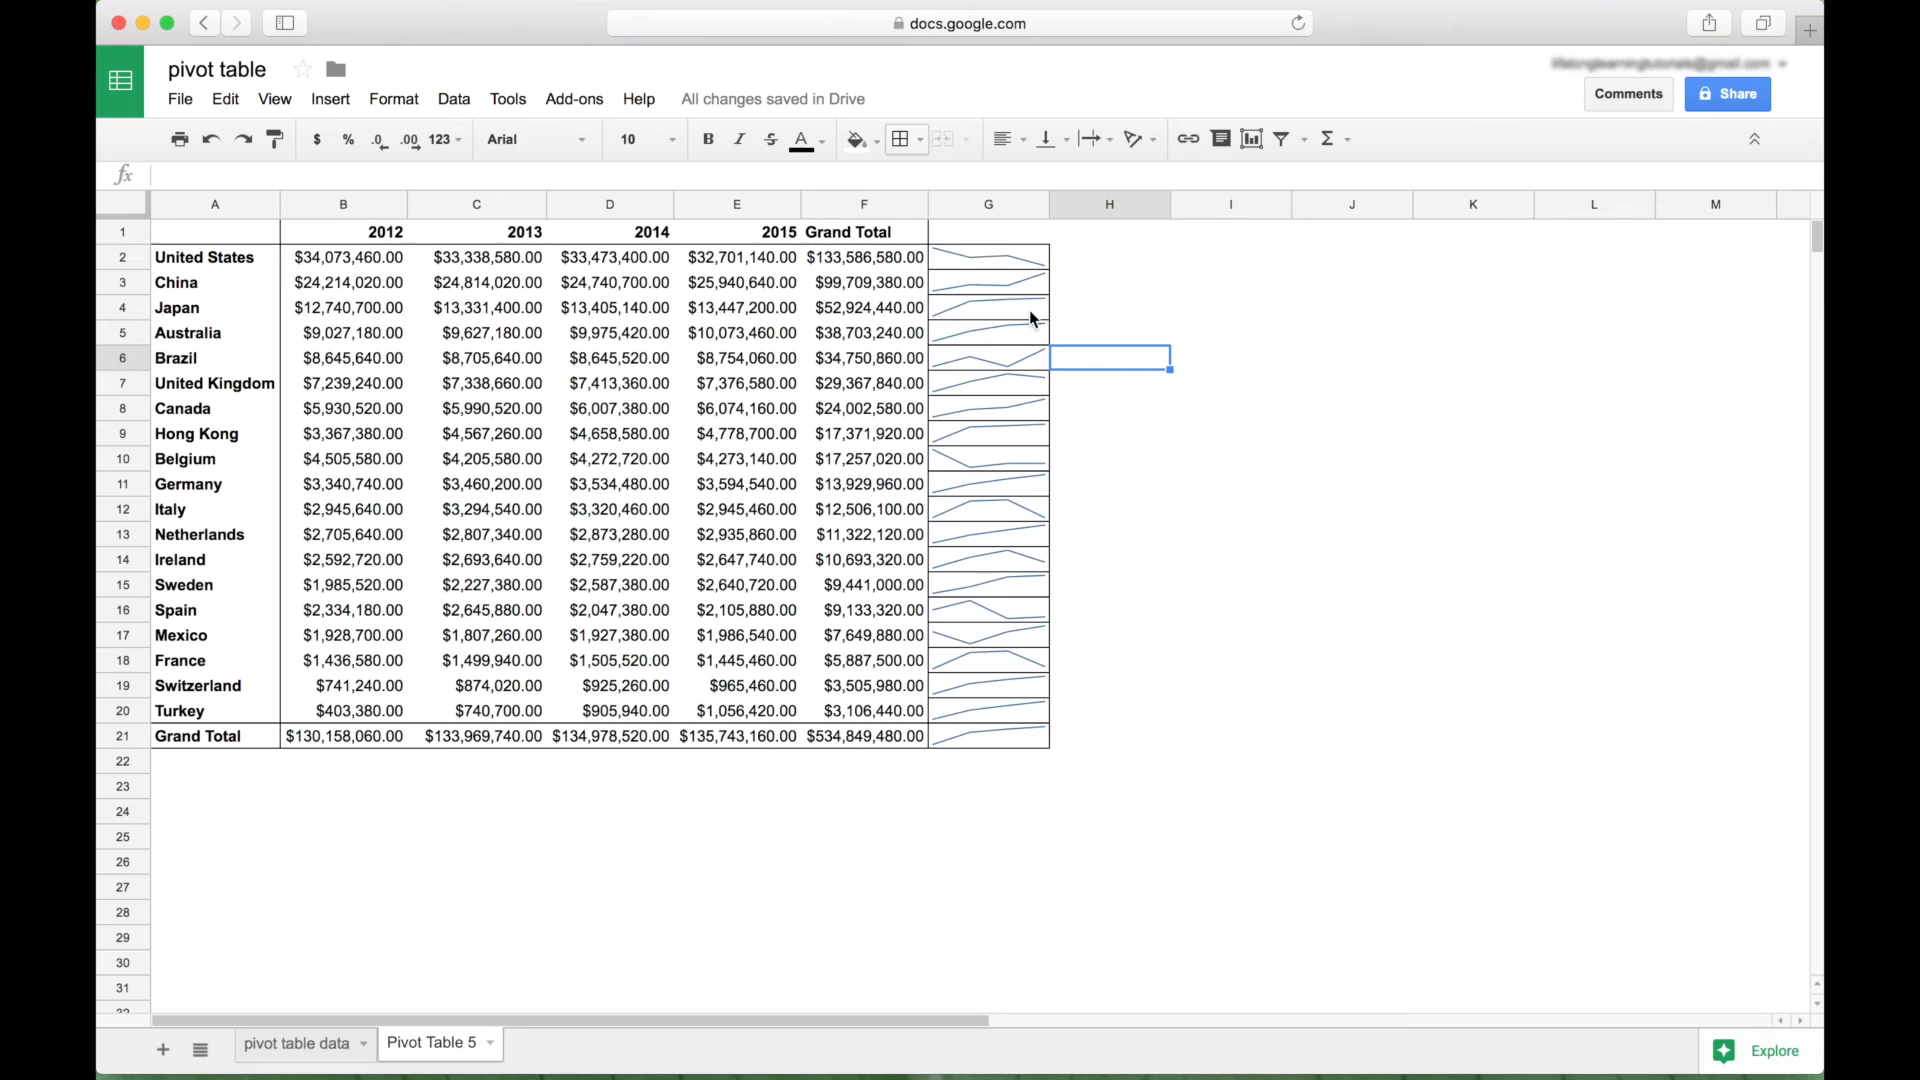 docs.google.com
pivot table
File Edit View Insert Format Data Tools Add-ons Help All changes saved in Drive
Comments Share
$ % .0 .00 123 Arial 10 B I S A Σ
fx
A B C D E F G H I J K L M
1 2012 2013 2014 2015 Grand Total
2 United States $34,073,460.00 $33,338,580.00 $33,473,400.00 $32,701,140.00 $133,586,580.00
3 China $24,214,020.00 $24,814,020.00 $24,740,700.00 $25,940,640.00 $99,709,380.00
4 Japan $12,740,700.00 $13,331,400.00 $13,405,140.00 $13,447,200.00 $52,924,440.00
5 Australia $9,027,180.00 $9,627,180.00 $9,975,420.00 $10,073,460.00 $38,703,240.00
6 Brazil $8,645,640.00 $8,705,640.00 $8,645,520.00 $8,754,060.00 $34,750,860.00
7 United Kingdom $7,239,240.00 $7,338,660.00 $7,413,360.00 $7,376,580.00 $29,367,840.00
8 Canada $5,930,520.00 $5,990,520.00 $6,007,380.00 $6,074,160.00 $24,002,580.00
9 Hong Kong $3,367,380.00 $4,567,260.00 $4,658,580.00 $4,778,700.00 $17,371,920.00
10 Belgium $4,505,580.00 $4,205,580.00 $4,272,720.00 $4,273,140.00 $17,257,020.00
11 Germany $3,340,740.00 $3,460,200.00 $3,534,480.00 $3,594,540.00 $13,929,960.00
12 Italy $2,945,640.00 $3,294,540.00 $3,320,460.00 $2,945,460.00 $12,506,100.00
13 Netherlands $2,705,640.00 $2,807,340.00 $2,873,280.00 $2,935,860.00 $11,322,120.00
14 Ireland $2,592,720.00 $2,693,640.00 $2,759,220.00 $2,647,740.00 $10,693,320.00
15 Sweden $1,985,520.00 $2,227,380.00 $2,587,380.00 $2,640,720.00 $9,441,000.00
16 Spain $2,334,180.00 $2,645,880.00 $2,047,380.00 $2,105,880.00 $9,133,320.00
17 Mexico $1,928,700.00 $1,807,260.00 $1,927,380.00 $1,986,540.00 $7,649,880.00
18 France $1,436,580.00 $1,499,940.00 $1,505,520.00 $1,445,460.00 $5,887,500.00
19 Switzerland $741,240.00 $874,020.00 $925,260.00 $965,460.00 $3,505,980.00
20 Turkey $403,380.00 $740,700.00 $905,940.00 $1,056,420.00 $3,106,440.00
21 Grand Total $130,158,060.00 $133,969,740.00 $134,978,520.00 $135,743,160.00 $534,849,480.00
22
23
24
25
26
27
28
29
30
31
pivot table data Pivot Table 5 Explore